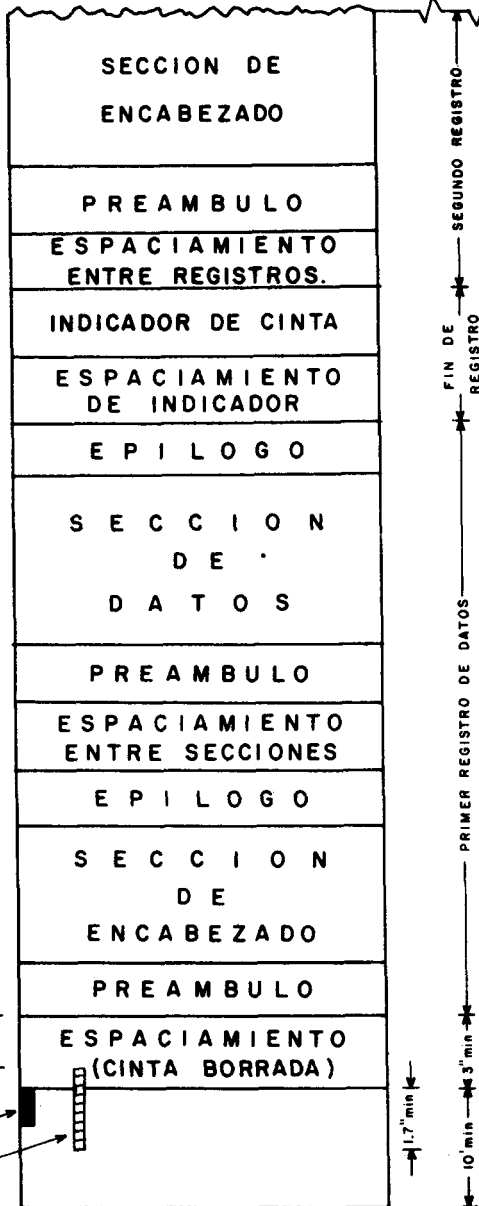 SECCION DE
ENCABEZADO
PREAMBULO
ESPACIAMIENTO
ENTRE REGISTROS.
INDICADOR DE CINTA
ESPACIAMIENTO
DE INDICADOR
EPILOGO
SECCION
DE
DATOS
PREAMBULO
ESPACIAMIENTO
ENTRE SECCIONES
EPILOGO
SECCION
DE
ENCABEZADO
PREAMBULO
ESPACIAMIENTO
(CINTA BORRADA)
SEGUNDO REGISTRO
FIN DE
REGISTRO
PRIMER REGISTRO DE DATOS
3"min
1.7"min
10'min